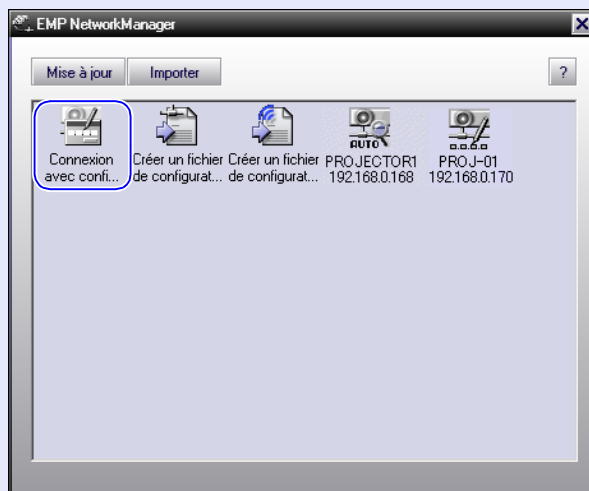 EMP NetworkManager
Mise à jour
Importer
?
Connexion
avec confi...
Créer un fichier
de configurat...
Créer un fichier
de configurat...
AUTO
PROJECTOR1
192.168.0.168
PROJ-01
192.168.0.170